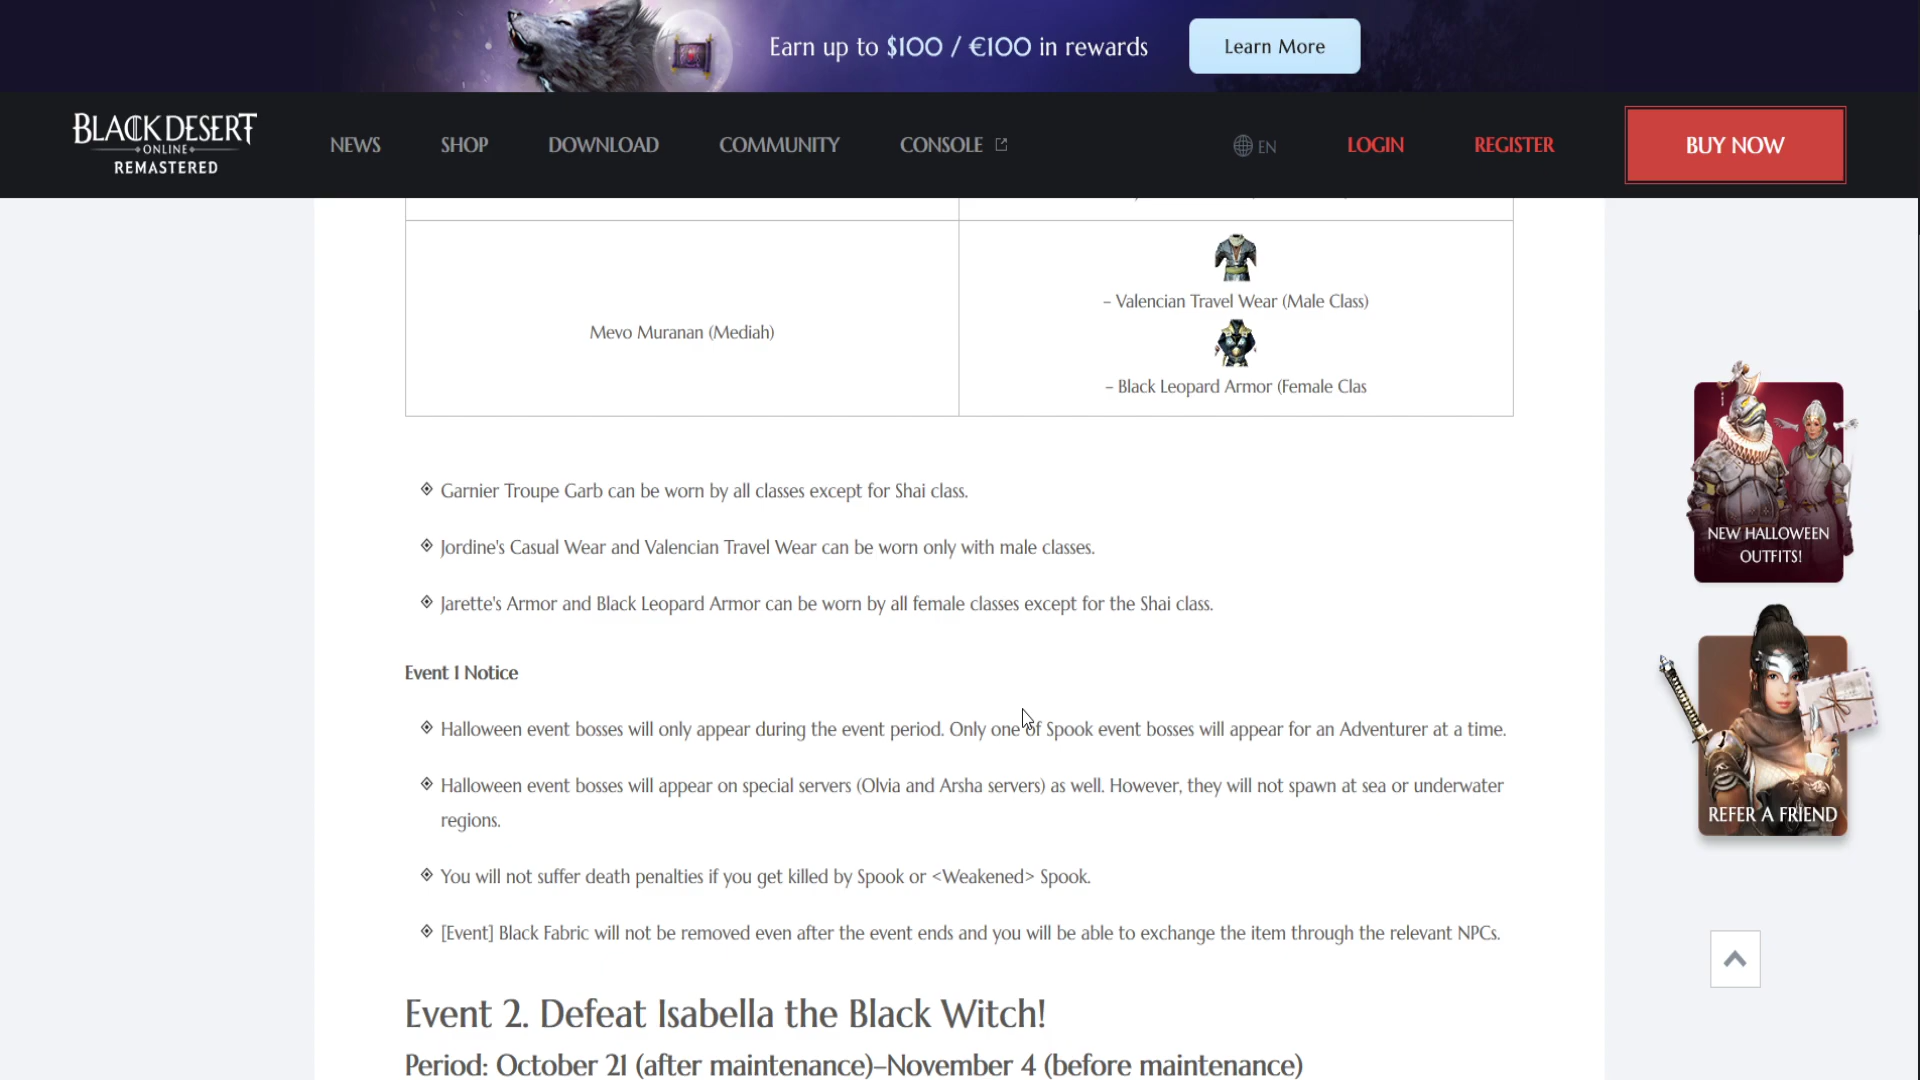 Earn up to $100 / €100 in rewards
Learn More
BLACK DESERT
ONLINE
REMASTERED
NEWS
SHOP
DOWNLOAD
COMMUNITY
CONSOLE
EN
LOGIN
REGISTER
BUY NOW
Mevo Muranan (Mediah)
– Valencian Travel Wear (Male Class)
– Black Leopard Armor (Female Clas
Garnier Troupe Garb can be worn by all classes except for Shai class.
Jordine's Casual Wear and Valencian Travel Wear can be worn only with male classes.
Jarette's Armor and Black Leopard Armor can be worn by all female classes except for the Shai class.
Event 1 Notice
Halloween event bosses will only appear during the event period. Only one of Spook event bosses will appear for an Adventurer at a time.
Halloween event bosses will appear on special servers (Olvia and Arsha servers) as well. However, they will not spawn at sea or underwater
regions.
You will not suffer death penalties if you get killed by Spook or <Weakened> Spook.
[Event] Black Fabric will not be removed even after the event ends and you will be able to exchange the item through the relevant NPCs.
Event 2. Defeat Isabella the Black Witch!
Period: October 21 (after maintenance)–November 4 (before maintenance)
NEW HALLOWEEN
OUTFITS!
REFER A FRIEND